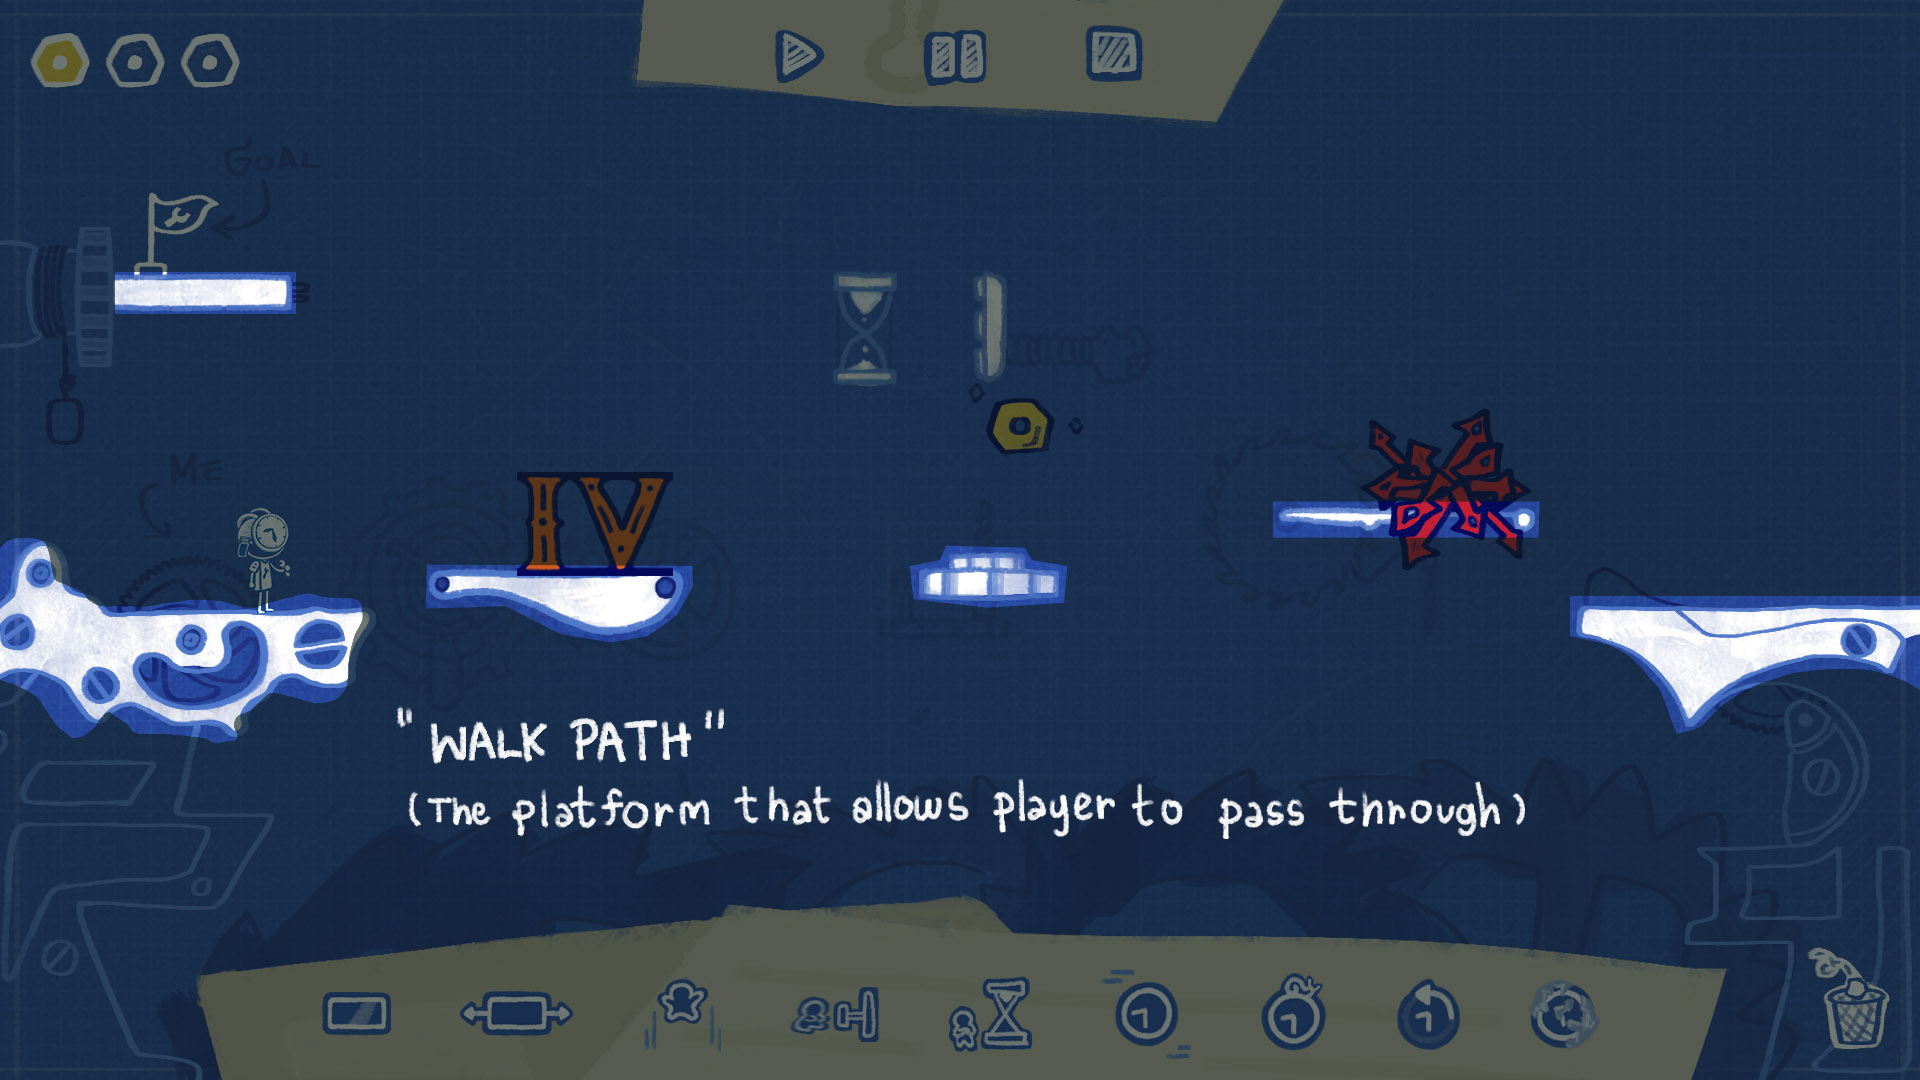 GOAL
ME
IV
"WALK PATH"
(The platform that allows player to pass through)